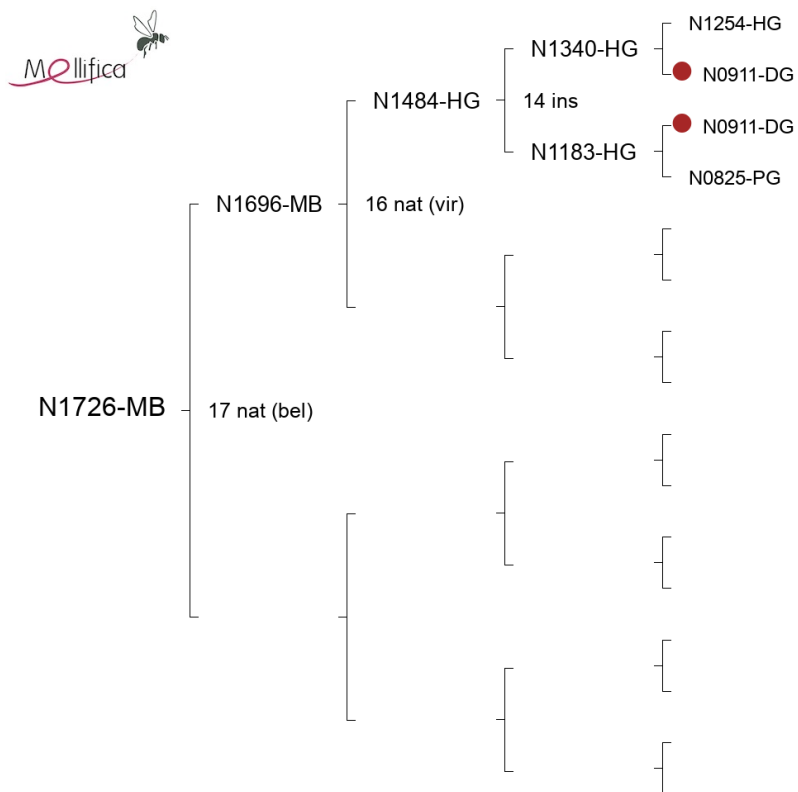 Mellifica
N1254-HG
N1340-HG
N0911-DG
N1484-HG
14 ins
N0911-DG
N1183-HG
N0825-PG
N1696-MB
16 nat (vir)
N1726-MB
17 nat (bel)